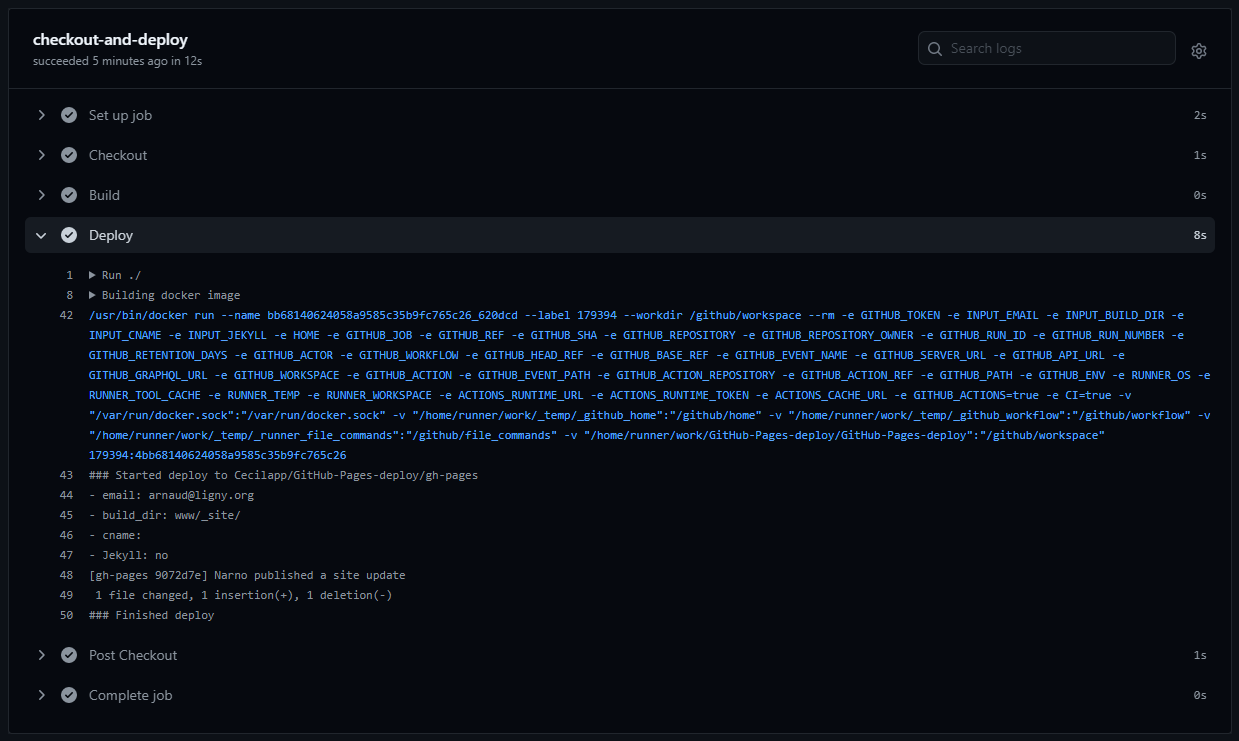 checkout-and-deploy
succeeded 5 minutes ago in 12s
Search logs
Set up job 2s
Checkout 1s
Build 0s
Deploy 8s
1 Run ./
8 Building docker image
42 /usr/bin/docker run --name bb68140624058a9585c35b9fc765c26_620dcd --label 179394 --workdir /github/workspace --rm -e GITHUB_TOKEN -e INPUT_EMAIL -e INPUT_BUILD_DIR -e
INPUT_CNAME -e INPUT_JEKYLL -e HOME -e GITHUB_JOB -e GITHUB_REF -e GITHUB_SHA -e GITHUB_REPOSITORY -e GITHUB_REPOSITORY_OWNER -e GITHUB_RUN_ID -e GITHUB_RUN_NUMBER -e
GITHUB_RETENTION_DAYS -e GITHUB_ACTOR -e GITHUB_WORKFLOW -e GITHUB_HEAD_REF -e GITHUB_BASE_REF -e GITHUB_EVENT_NAME -e GITHUB_SERVER_URL -e GITHUB_API_URL -e
GITHUB_GRAPHQL_URL -e GITHUB_WORKSPACE -e GITHUB_ACTION -e GITHUB_EVENT_PATH -e GITHUB_ACTION_REPOSITORY -e GITHUB_ACTION_REF -e GITHUB_PATH -e GITHUB_ENV -e RUNNER_OS -e
RUNNER_TOOL_CACHE -e RUNNER_TEMP -e RUNNER_WORKSPACE -e ACTIONS_RUNTIME_URL -e ACTIONS_RUNTIME_TOKEN -e ACTIONS_CACHE_URL -e GITHUB_ACTIONS=true -e CI=true -v
"/var/run/docker.sock":"/var/run/docker.sock" -v "/home/runner/work/_temp/_github_home":"/github/home" -v "/home/runner/work/_temp/_github_workflow":"/github/workflow" -v
"/home/runner/work/_temp/_runner_file_commands":"/github/file_commands" -v "/home/runner/work/GitHub-Pages-deploy/GitHub-Pages-deploy":"/github/workspace"
179394:4bb68140624058a9585c35b9fc765c26
43 ### Started deploy to Cecilapp/GitHub-Pages-deploy/gh-pages
44 - email: arnaud@ligny.org
45 - build_dir: www/_site/
46 - cname:
47 - Jekyll: no
48 [gh-pages 9072d7e] Narno published a site update
49 1 file changed, 1 insertion(+), 1 deletion(-)
50 ### Finished deploy
Post Checkout 1s
Complete job 0s